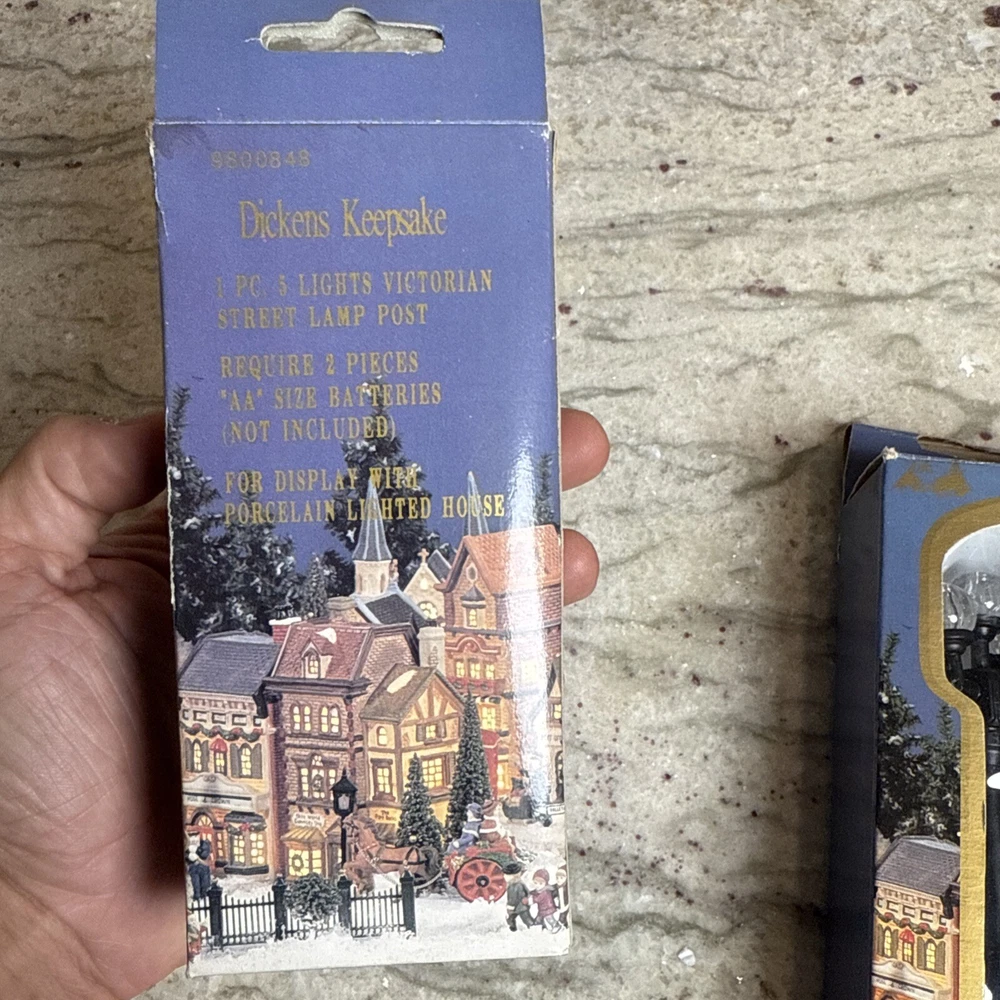 9800848
Dickens Keepsake
1 PC. 5 LIGHTS VICTORIAN
STREET LAMP POST
REQUIRE 2 PIECES
"AA" SIZE BATTERIES
(NOT INCLUDED)
FOR DISPLAY WITH
PORCELAIN LIGHTED HOUSE